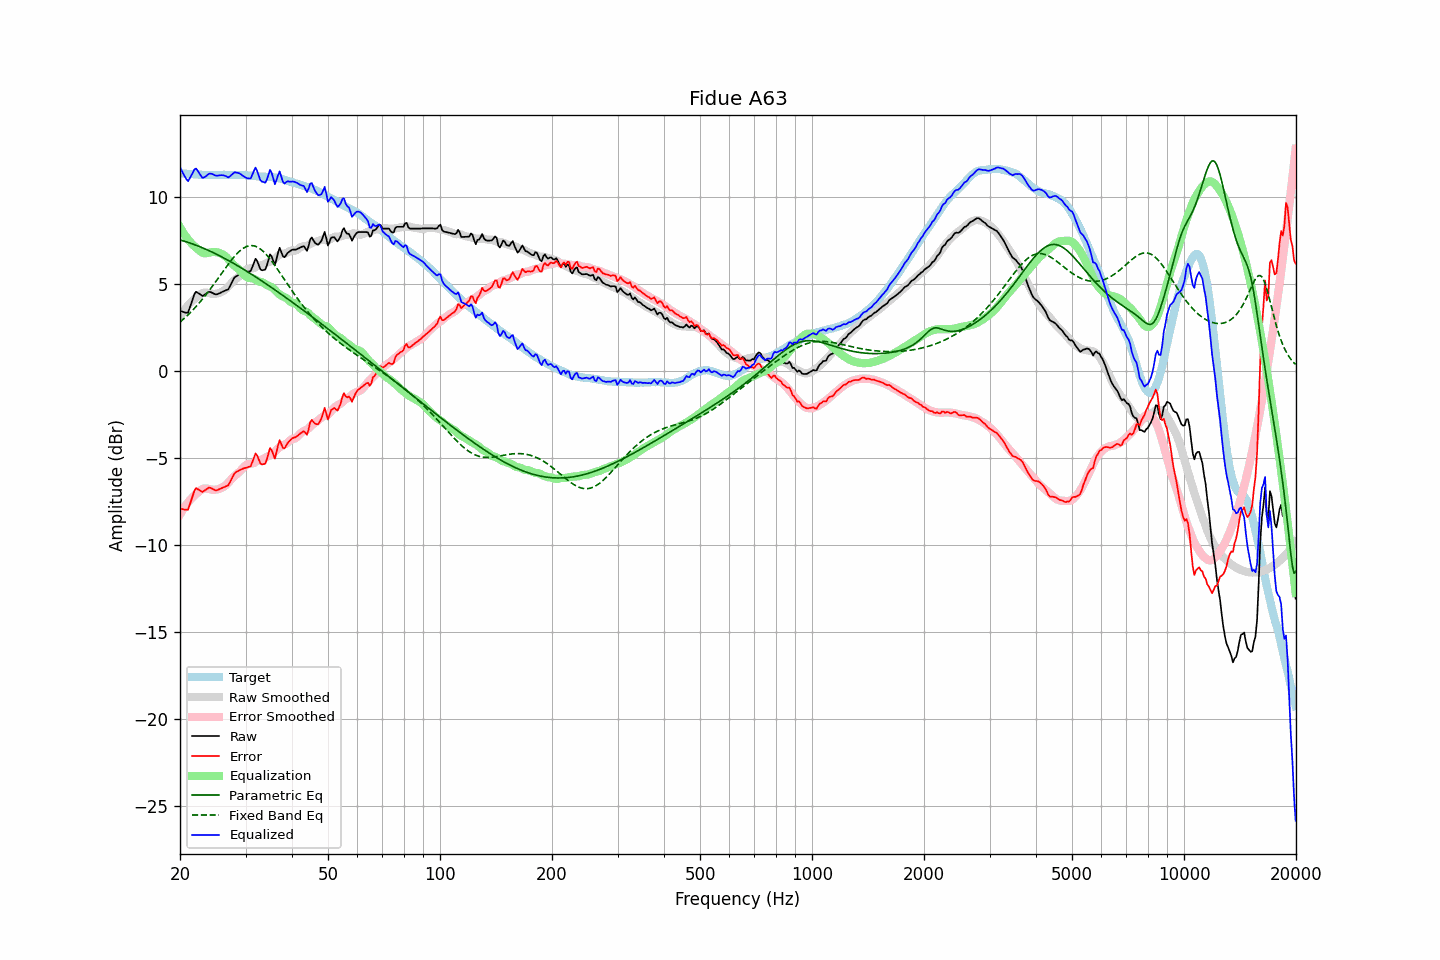 Fidue A63
Amplitude (dBr)
10
5
0
−5
−10
−15
−20
−25
Target
Raw Smoothed
Error Smoothed
Raw
Error
Equalization
Parametric Eq
Fixed Band Eq
Equalized
20 50 100 200 500 1000 2000 5000 10000 20000
Frequency (Hz)